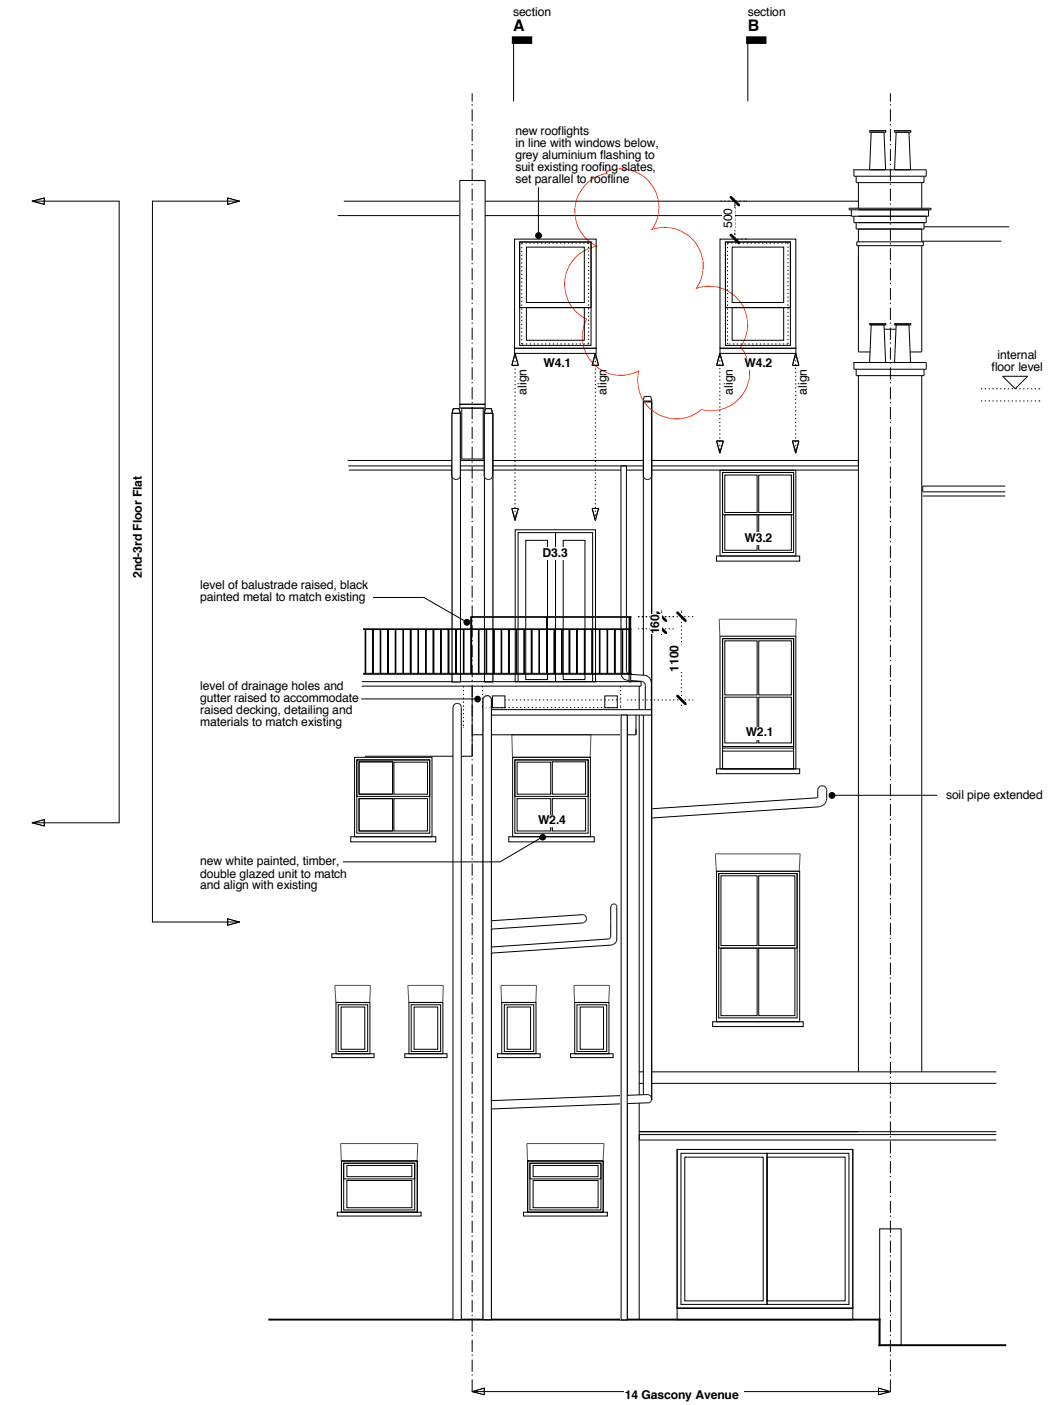 section
A
section
B
new rooflights
in line with windows below,
grey aluminium flashing to
suit existing roofing slates,
set parallel to roofline
500
W4.1
W4.2
align
align
align
align
internal
floor level
2nd-3rd Floor Flat
W3.2
D3.3
level of balustrade raised, black
painted metal to match existing
160
1100
level of drainage holes and
gutter raised to accommodate
raised decking, detailing and
materials to match existing
W2.1
soil pipe extended
W2.4
new white painted, timber,
double glazed unit to match
and align with existing
14 Gascony Avenue